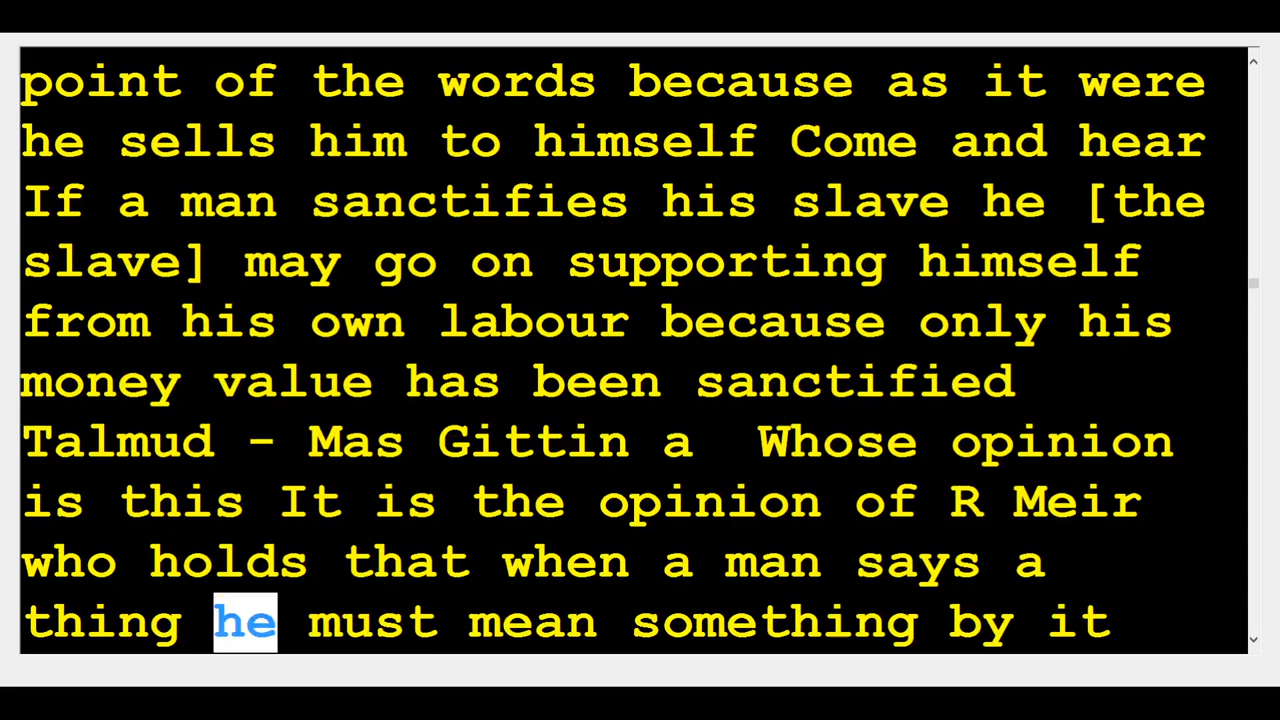 point of the words because as it were
he sells him to himself Come and hear
If a man sanctifies his slave he [the
slave] may go on supporting himself
from his own labour because only his
money value has been sanctified
Talmud - Mas Gittin a  Whose opinion
is this It is the opinion of R Meir
who holds that when a man says a
thing he must mean something by it